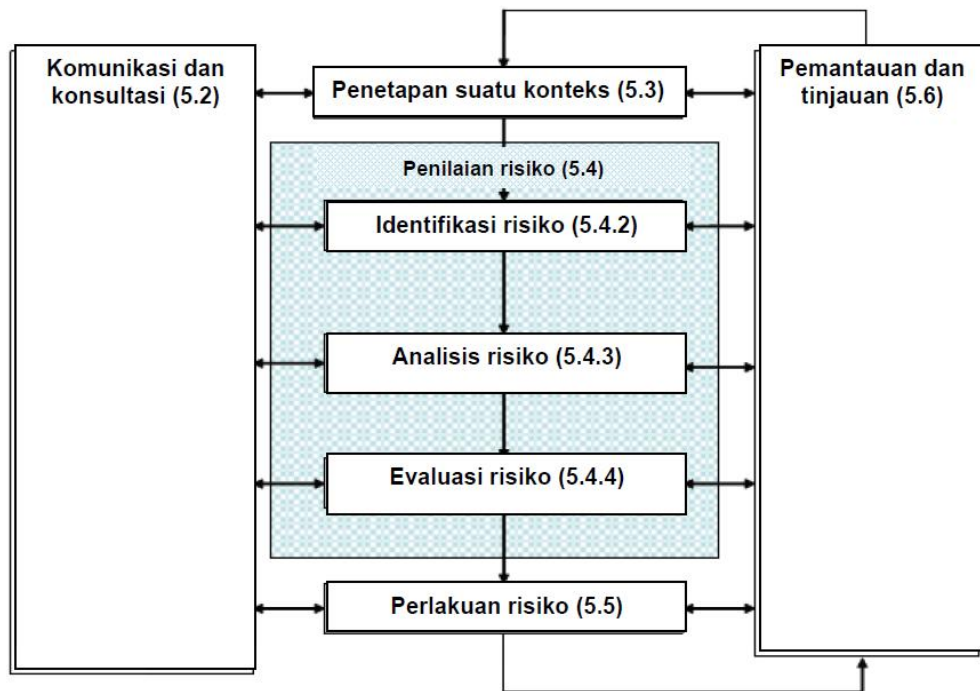 Komunikasi dan
konsultasi (5.2)
Penetapan suatu konteks (5.3)
Pemantauan dan
tinjauan (5.6)
Penilaian risiko (5.4)
Identifikasi risiko (5.4.2)
Analisis risiko (5.4.3)
Evaluasi risiko (5.4.4)
Perlakuan risiko (5.5)